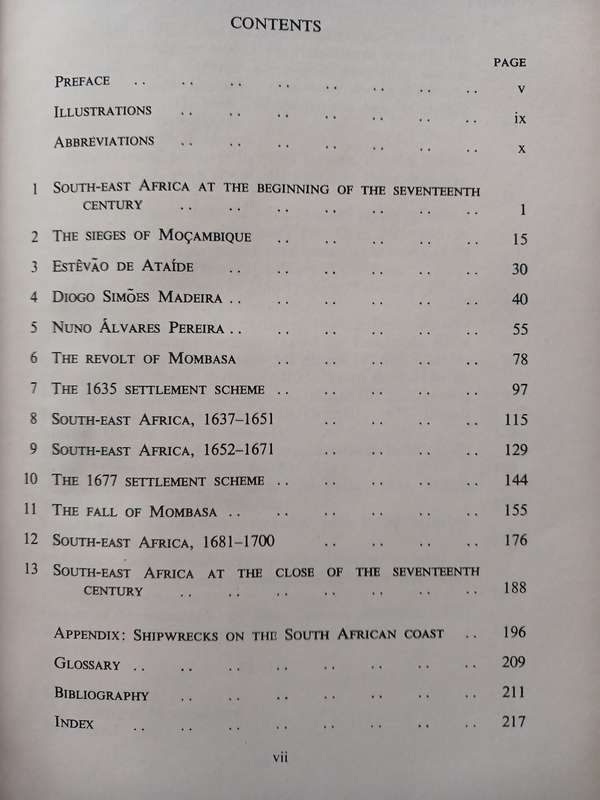 CONTENTS
PAGE
PREFACE .. .. .. .. .. .. .. .. v
ILLUSTRATIONS .. .. .. .. .. .. .. ix
ABBREVIATIONS .. .. .. .. .. .. .. x
1 SOUTH-EAST AFRICA AT THE BEGINNING OF THE SEVENTEENTH
CENTURY .. .. .. .. .. .. .. 1
2 THE SIEGES OF MOÇAMBIQUE .. .. .. .. .. 15
3 ESTÊVÃO DE ATAÍDE .. .. .. .. .. .. 30
4 DIOGO SIMÕES MADEIRA .. .. .. .. .. .. 40
5 NUNO ÁLVARES PEREIRA .. .. .. .. .. .. 55
6 THE REVOLT OF MOMBASA .. .. .. .. .. 78
7 THE 1635 SETTLEMENT SCHEME .. .. .. .. .. 97
8 SOUTH-EAST AFRICA, 1637–1651 .. .. .. .. 115
9 SOUTH-EAST AFRICA, 1652–1671 .. .. .. .. 129
10 THE 1677 SETTLEMENT SCHEME .. .. .. .. .. 144
11 THE FALL OF MOMBASA .. .. .. .. .. .. 155
12 SOUTH-EAST AFRICA, 1681–1700 .. .. .. .. 176
13 SOUTH-EAST AFRICA AT THE CLOSE OF THE SEVENTEENTH
CENTURY .. .. .. .. .. .. .. 188
APPENDIX: SHIPWRECKS ON THE SOUTH AFRICAN COAST .. 196
GLOSSARY .. .. .. .. .. .. .. .. 209
BIBLIOGRAPHY .. .. .. .. .. .. .. 211
INDEX .. .. .. .. .. .. .. .. 217
vii